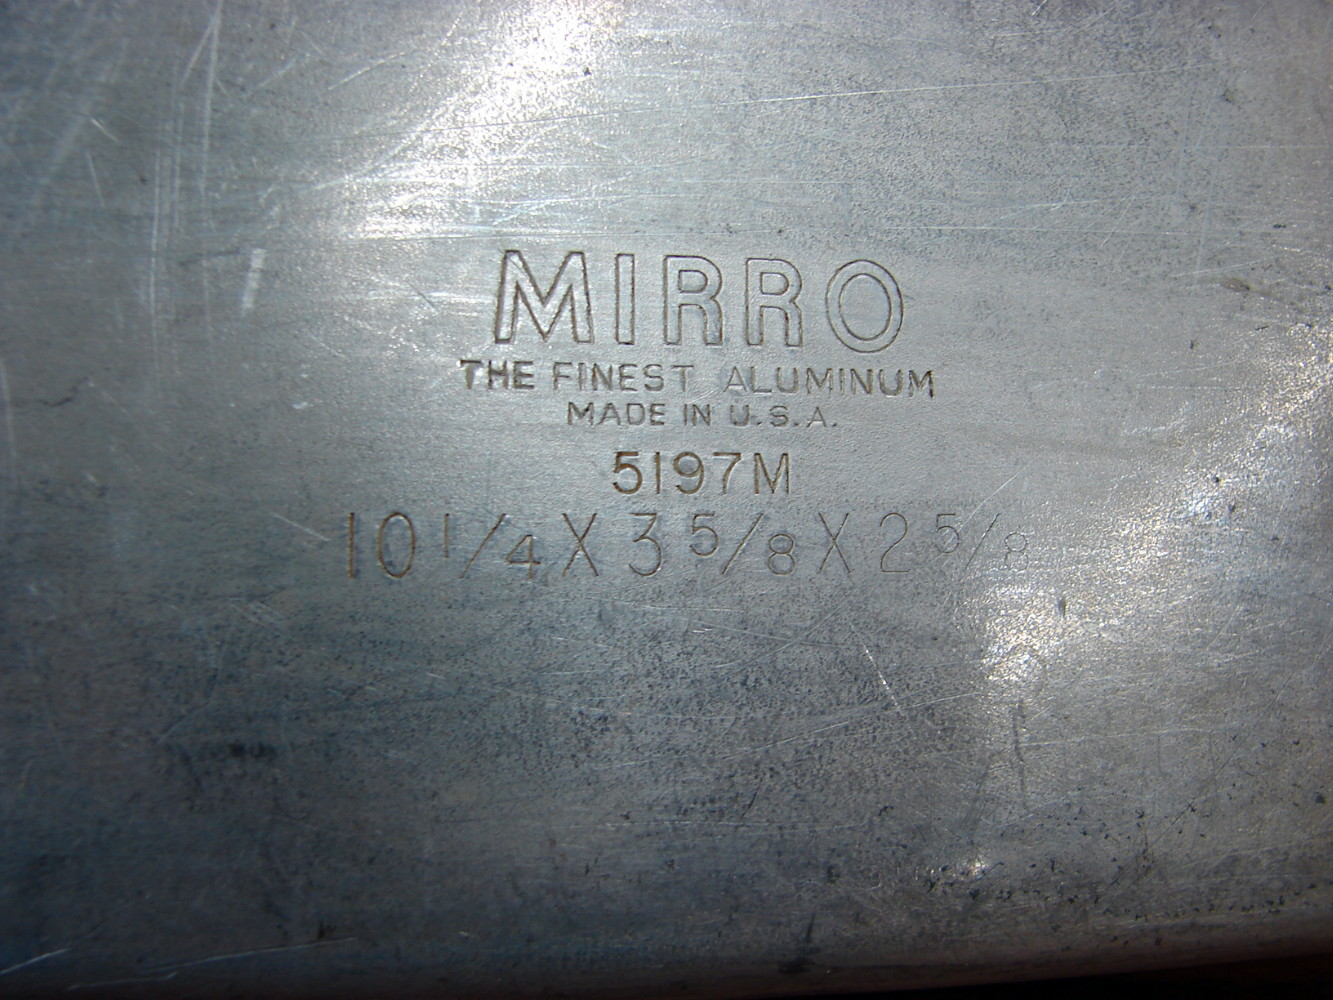 MIRRO
THE FINEST ALUMINUM
MADE IN U.S.A.
5197M
10 1/4 X 3 5/8 X 2 5/8